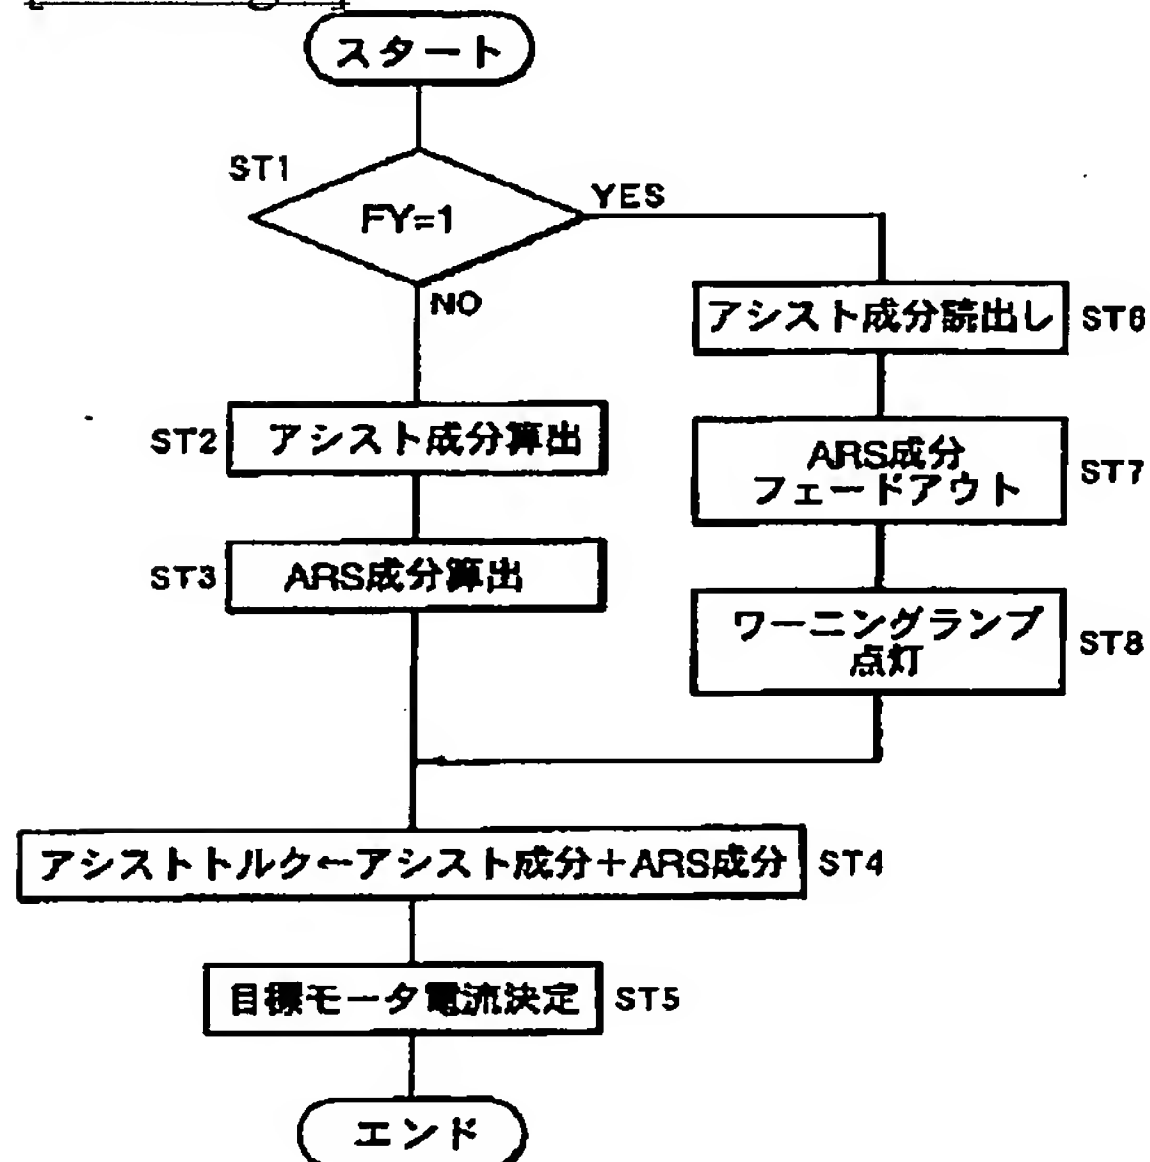 スタート
ST1
FY=1
YES
NO
アシスト成分読出し
ST6
ST2
アシスト成分算出
ARS成分
フェードアウト
ST7
ST3
ARS成分算出
ワーニングランプ
点灯
ST8
アシストトルク←アシスト成分+ARS成分
ST4
目標モータ電流決定
ST5
エンド